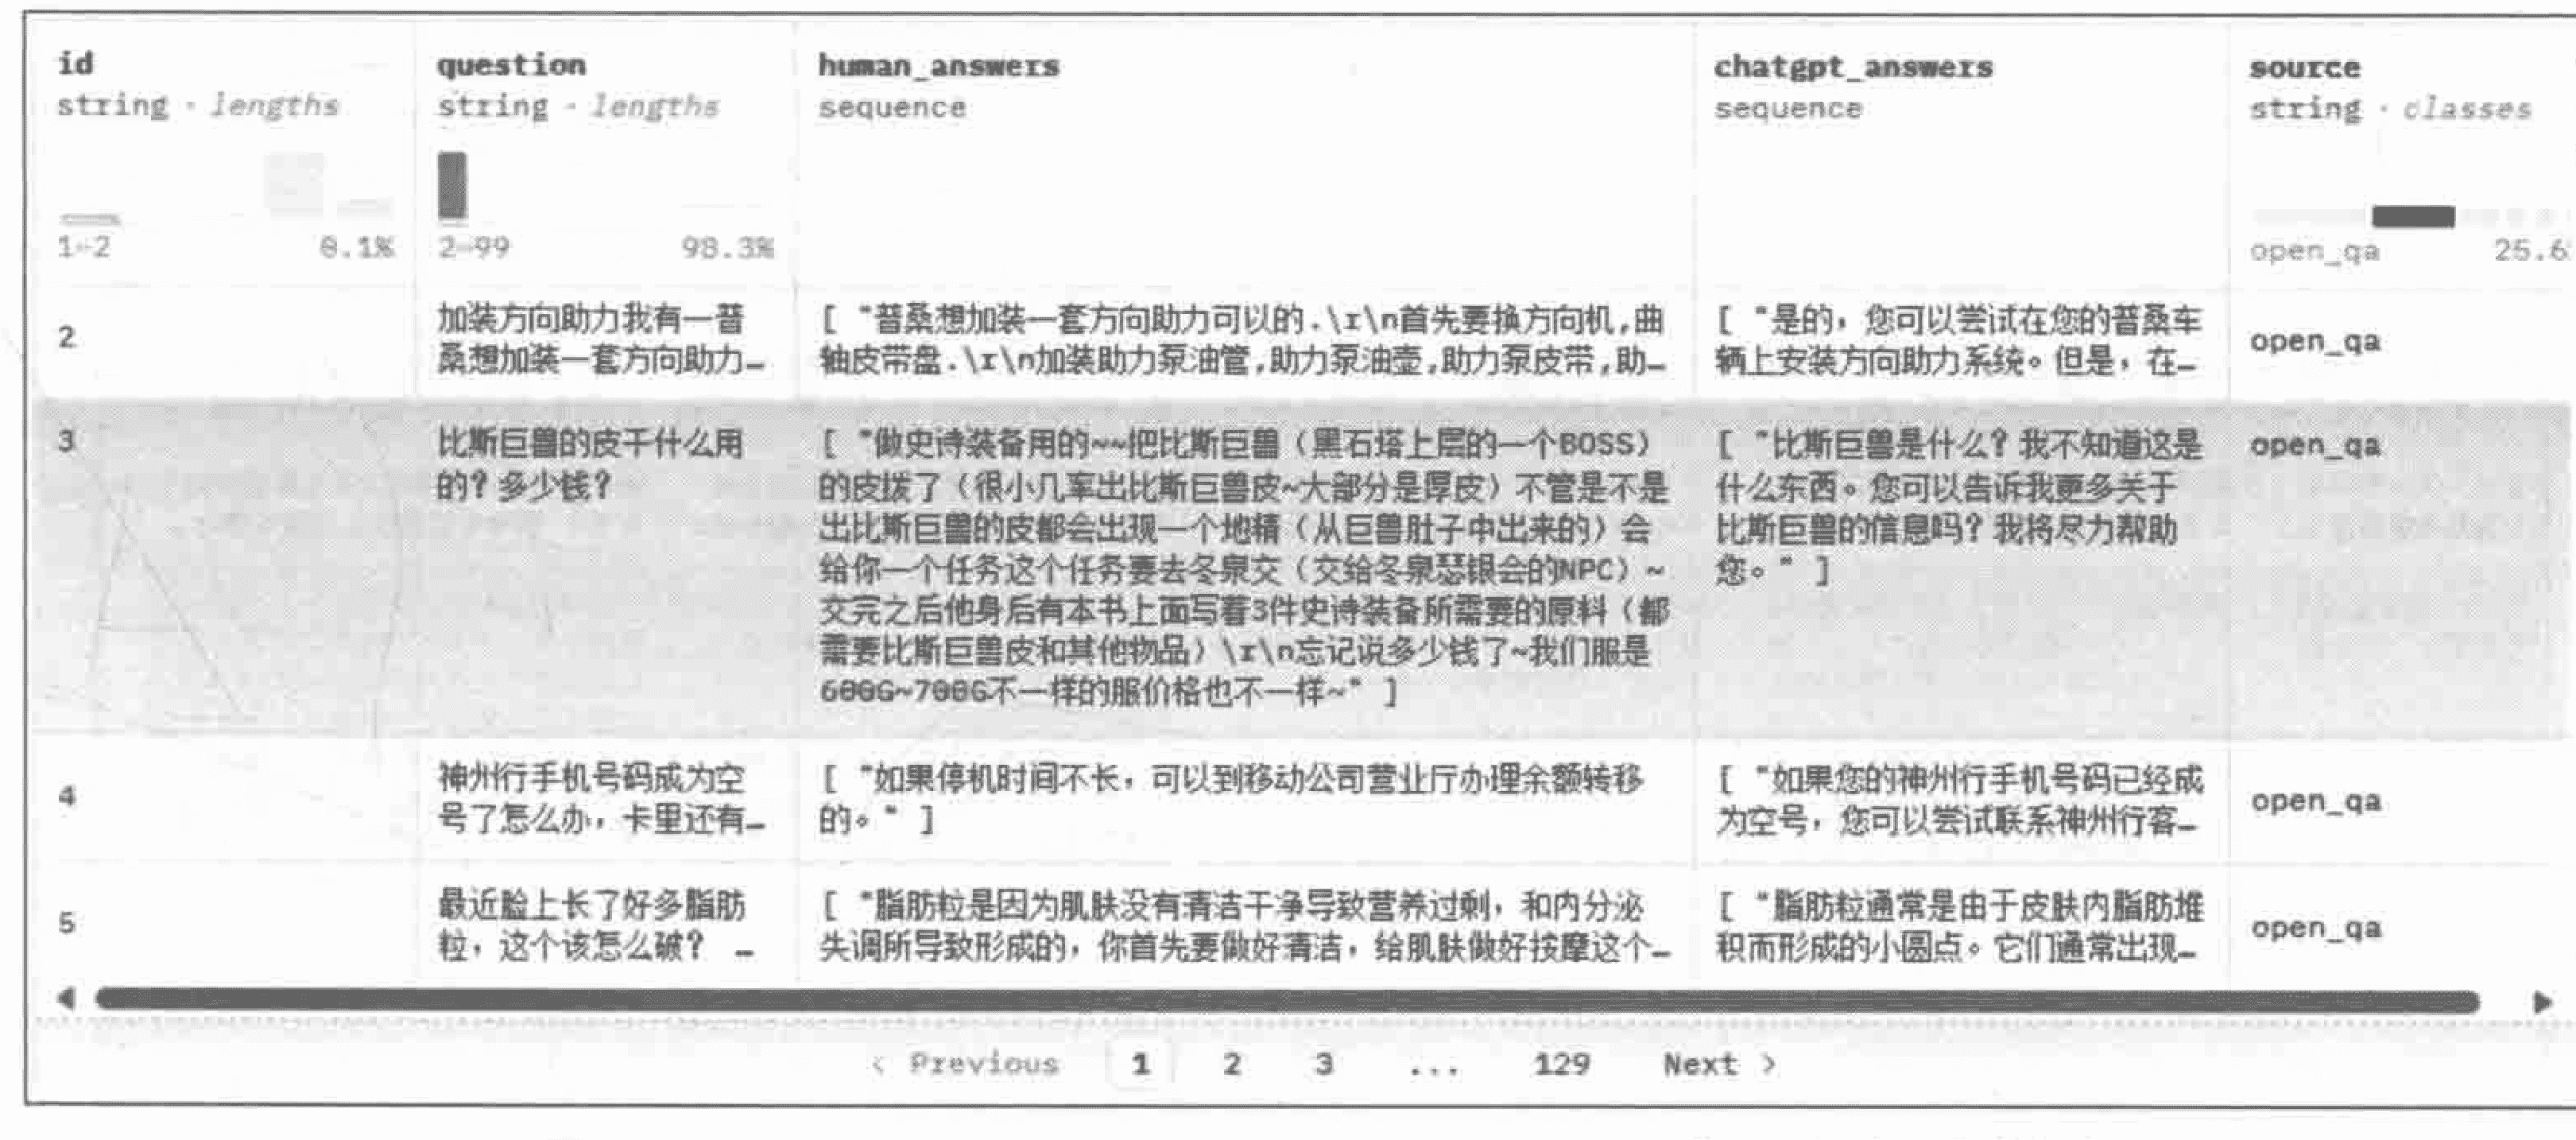 id
string · lengths
1-2 0.1%
question
string · lengths
2-99 98.3%
human_answers
sequence
chatgpt_answers
sequence
source
string · classes
open_qa 25.6
2
加装方向助力我有一普
桑想加装一套方向助力…
[ "普桑想加装一套方向助力可以的.\r\n首先要换方向机,曲
轴皮带盘.\r\n加装助力泵油管,助力泵油壶,助力泵皮带,助…
[ "是的，您可以尝试在您的普桑车
辆上安装方向助力系统。但是，在…
open_qa
3
比斯巨兽的皮干什么用
的？多少钱？
[ "做史诗装备用的~~把比斯巨兽（黑石塔上层的一个BOSS）
的皮拨了（很小几率出比斯巨兽皮~大部分是厚皮）不管是不是
出比斯巨兽的皮都会出现一个地精（从巨兽肚子中出来的）会
给你一个任务这个任务要去冬泉交（交给冬泉瑟银会的NPC）~
交完之后他身后有本书上面写着3件史诗装备所需要的原料（都
需要比斯巨兽皮和其他物品）\r\n忘记说多少钱了~我们服是
600G~700G不一样的服价格也不一样~" ]
[ "比斯巨兽是什么？我不知道这是
什么东西。您可以告诉我更多关于
比斯巨兽的信息吗？我将尽力帮助
您。" ]
open_qa
4
神州行手机号码成为空
号了怎么办，卡里还有…
[ "如果停机时间不长，可以到移动公司营业厅办理余额转移
的。" ]
[ "如果您的神州行手机号码已经成
为空号，您可以尝试联系神州行客…
open_qa
5
最近脸上长了好多脂肪
粒，这个该怎么破？ …
[ "脂肪粒是因为肌肤没有清洁干净导致营养过剩，和内分泌
失调所导致形成的，你首先要做好清洁，给肌肤做好按摩这个…
[ "脂肪粒通常是由于皮肤内脂肪堆
积而形成的小圆点。它们通常出现…
open_qa
< Previous 1 2 3 ... 129 Next >